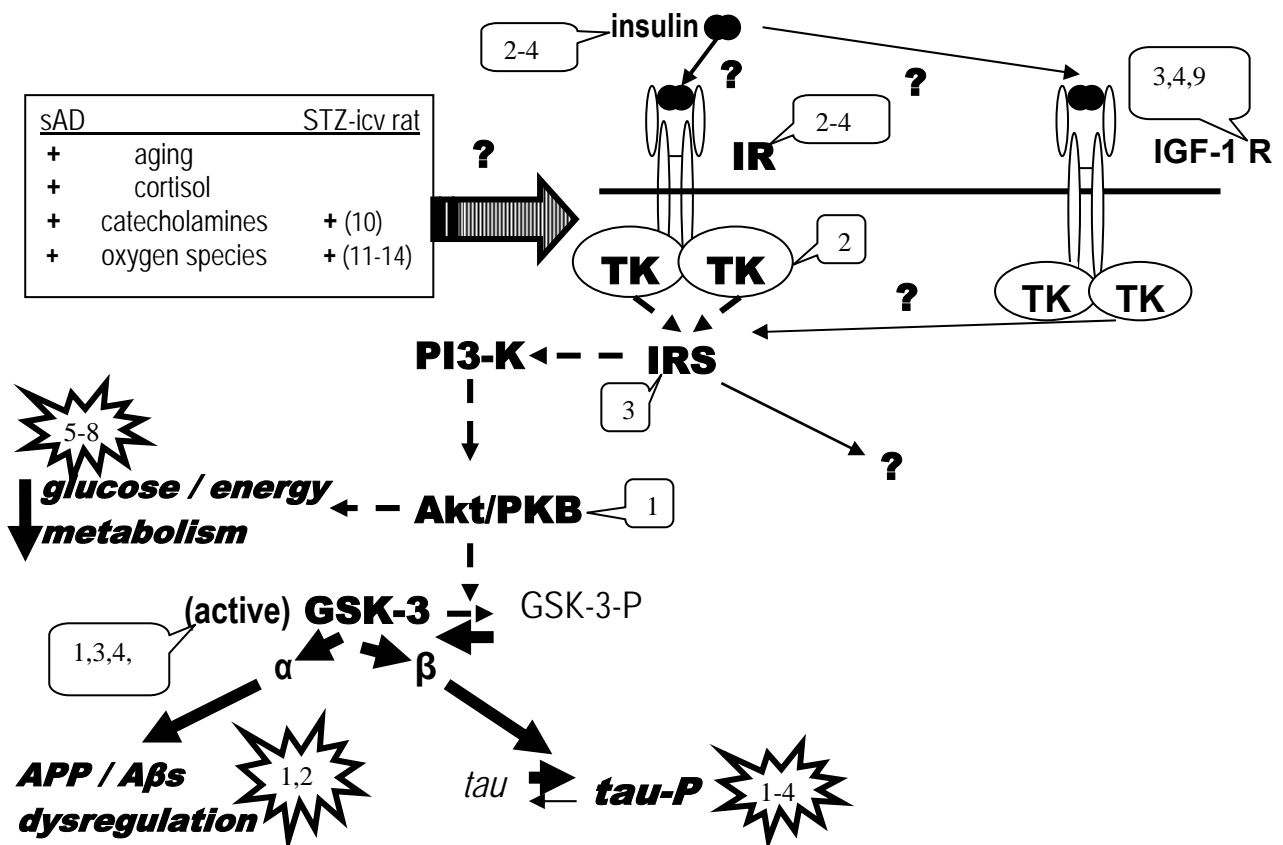 insulin
2-4
?
?
3,4,9
IGF-1 R
2-4
IR
sAD STZ-icv rat
+ aging
+ cortisol
+ catecholamines + (10)
+ oxygen species + (11-14)
?
TK TK
2
TK TK
?
PI3-K
IRS
3
?
5-8
glucose / energy
metabolism
Akt/PKB
1
(active) GSK-3
GSK-3-P
1,3,4,
α
β
APP / Aβs
dysregulation
1,2
tau
tau-P
1-4